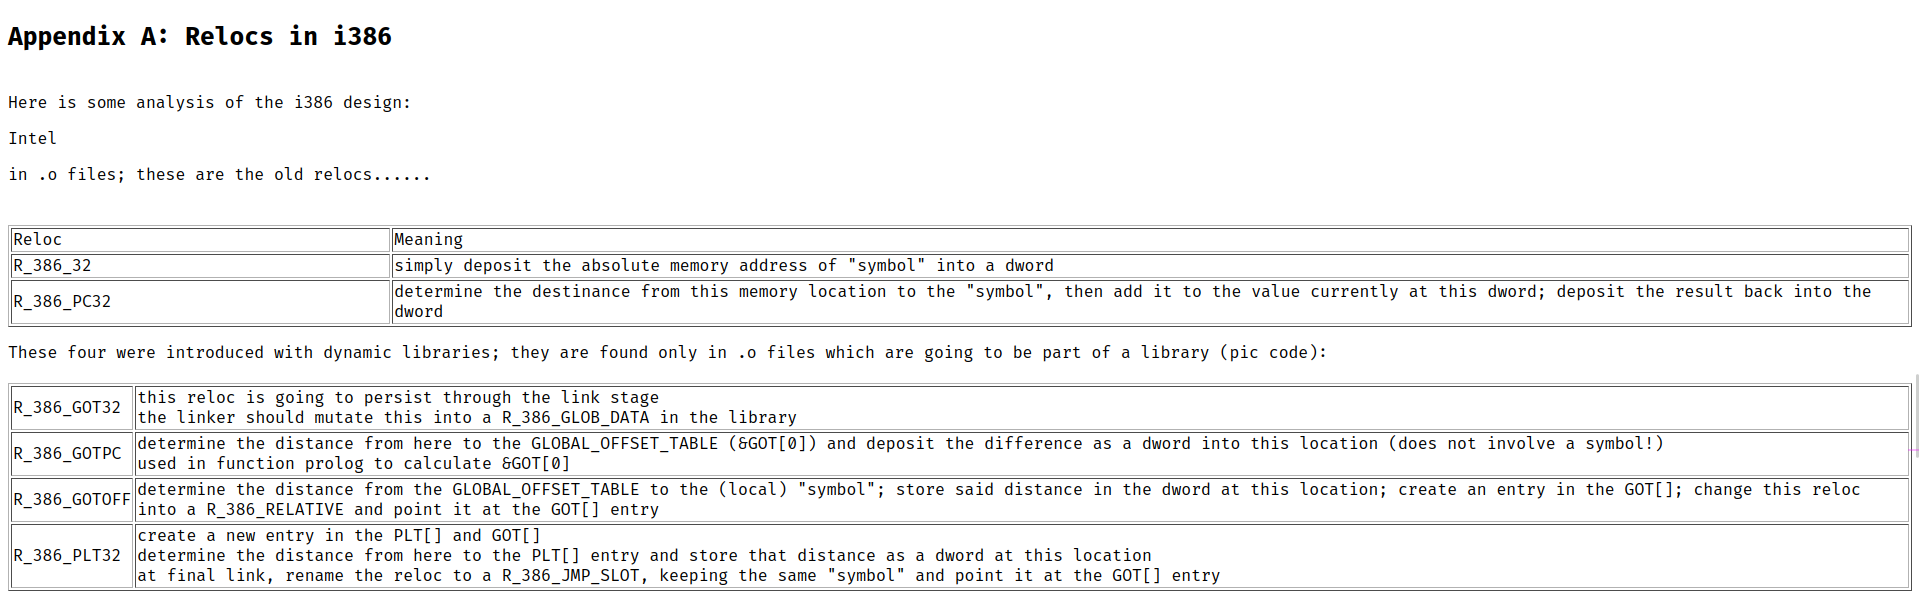 Appendix A: Relocs in i386
Here is some analysis of the i386 design:
Intel
in .o files; these are the old relocs......
Reloc Meaning
R_386_32 simply deposit the absolute memory address of "symbol" into a dword
R_386_PC32 determine the destinance from this memory location to the "symbol", then add it to the value currently at this dword; deposit the result back into the
dword
These four were introduced with dynamic libraries; they are found only in .o files which are going to be part of a library (pic code):
R_386_GOT32 this reloc is going to persist through the link stage
the linker should mutate this into a R_386_GLOB_DATA in the library
R_386_GOTPC determine the distance from here to the GLOBAL_OFFSET_TABLE (&GOT[0]) and deposit the difference as a dword into this location (does not involve a symbol!)
used in function prolog to calculate &GOT[0]
R_386_GOTOFF determine the distance from the GLOBAL_OFFSET_TABLE to the (local) "symbol"; store said distance in the dword at this location; create an entry in the GOT[]; change this reloc
into a R_386_RELATIVE and point it at the GOT[] entry
R_386_PLT32 create a new entry in the PLT[] and GOT[]
determine the distance from here to the PLT[] entry and store that distance as a dword at this location
at final link, rename the reloc to a R_386_JMP_SLOT, keeping the same "symbol" and point it at the GOT[] entry